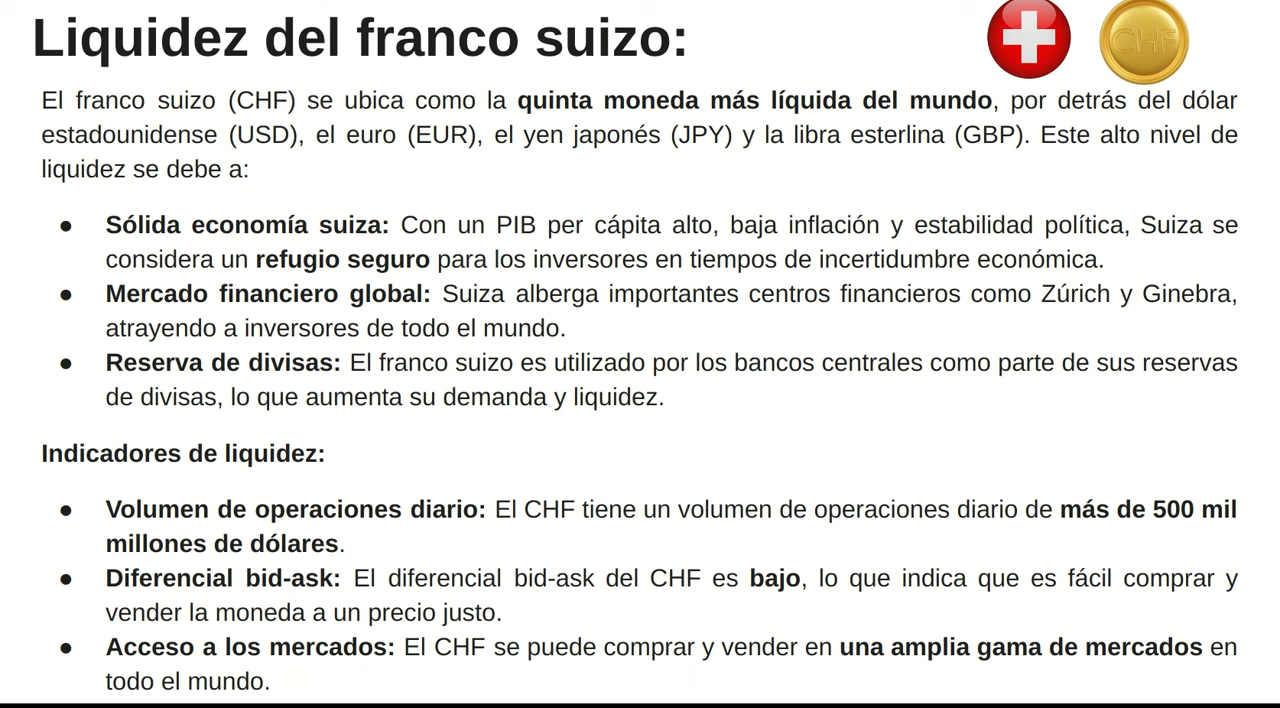 Liquidez del franco suizo:
CHF
El franco suizo (CHF) se ubica como la quinta moneda más líquida del mundo, por detrás del dólar
estadounidense (USD), el euro (EUR), el yen japonés (JPY) y la libra esterlina (GBP). Este alto nivel de
liquidez se debe a:
● Sólida economía suiza: Con un PIB per cápita alto, baja inflación y estabilidad política, Suiza se
considera un refugio seguro para los inversores en tiempos de incertidumbre económica.
● Mercado financiero global: Suiza alberga importantes centros financieros como Zúrich y Ginebra,
atrayendo a inversores de todo el mundo.
● Reserva de divisas: El franco suizo es utilizado por los bancos centrales como parte de sus reservas
de divisas, lo que aumenta su demanda y liquidez.
Indicadores de liquidez:
● Volumen de operaciones diario: El CHF tiene un volumen de operaciones diario de más de 500 mil
millones de dólares.
● Diferencial bid-ask: El diferencial bid-ask del CHF es bajo, lo que indica que es fácil comprar y
vender la moneda a un precio justo.
● Acceso a los mercados: El CHF se puede comprar y vender en una amplia gama de mercados en
todo el mundo.